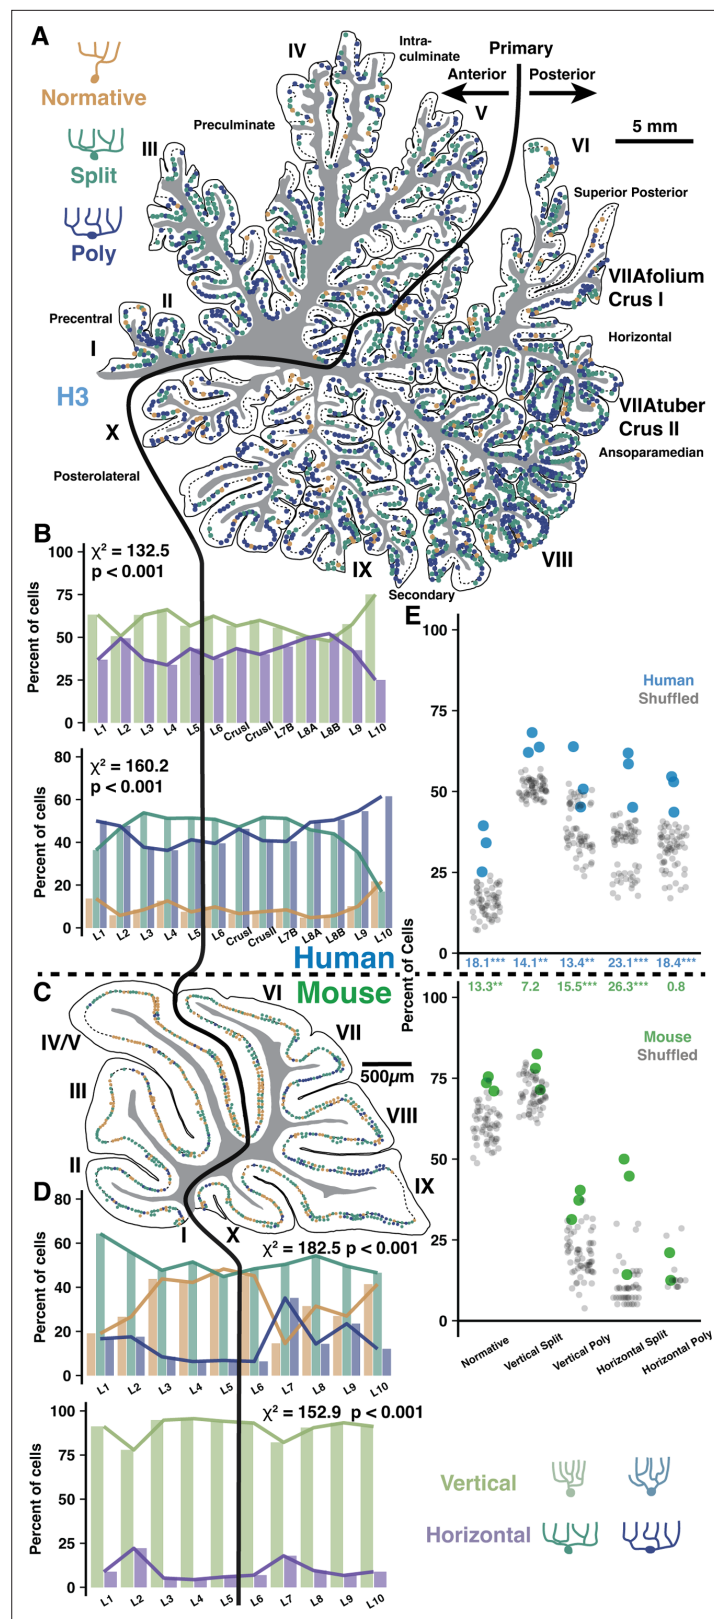 A
Normative
Split
Poly
IV
Intra-
culminate
Primary
Anterior
Posterior
5 mm
Preculminate
V
VI
III
Superior Posterior
II
Precentral
I
VIIAfolium
Crus I
Horizontal
H3
X
VIIAtuber
Crus II
Ansoparamedian
Posterolateral
VIII
IX
Secondary
B
χ² = 132.5
p < 0.001
Percent of cells
100
75
50
25
0
L1 L2 L3 L4 L5 L6 CrusI CrusII L7B L8A L8B L9 L10
χ² = 160.2
p < 0.001
Percent of cells
80
60
40
20
0
L1 L2 L3 L4 L5 L6 CrusI CrusII L7B L8A L8B L9 L10
Human
Mouse
C
VI
IV/V
VII
500μm
III
VIII
II
IX
I
X
D
χ² = 182.5 p < 0.001
Percent of cells
80
60
40
20
0
L1 L2 L3 L4 L5 L6 L7 L8 L9 L10
χ² = 152.9 p < 0.001
Percent of cells
100
75
50
25
0
L1 L2 L3 L4 L5 L6 L7 L8 L9 L10
E
100
Human
Shuffled
75
50
25
0
18.1*** 14.1** 13.4** 23.1*** 18.4***
Percent of Cells
13.3** 7.2 15.5*** 26.3*** 0.8
100
Mouse
Shuffled
75
50
25
0
Normative
Vertical Split
Vertical Poly
Horizontal Split
Horizontal Poly
Vertical
Horizontal